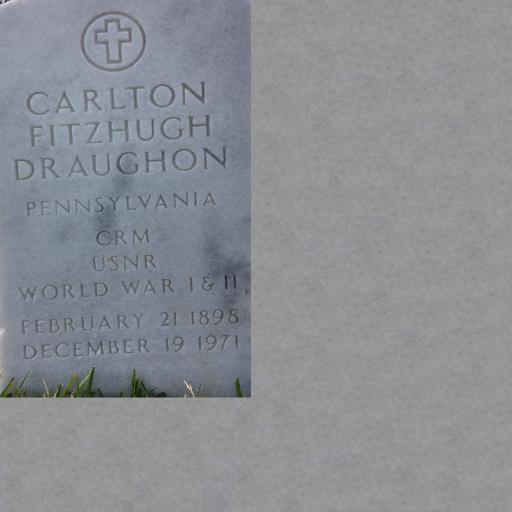 CARLTON
FITZHUGH
DRAUGHON
PENNSYLVANIA
CRM
USNR
WORLD WAR I & II
FEBRUARY 21 1898
DECEMBER 19 1971